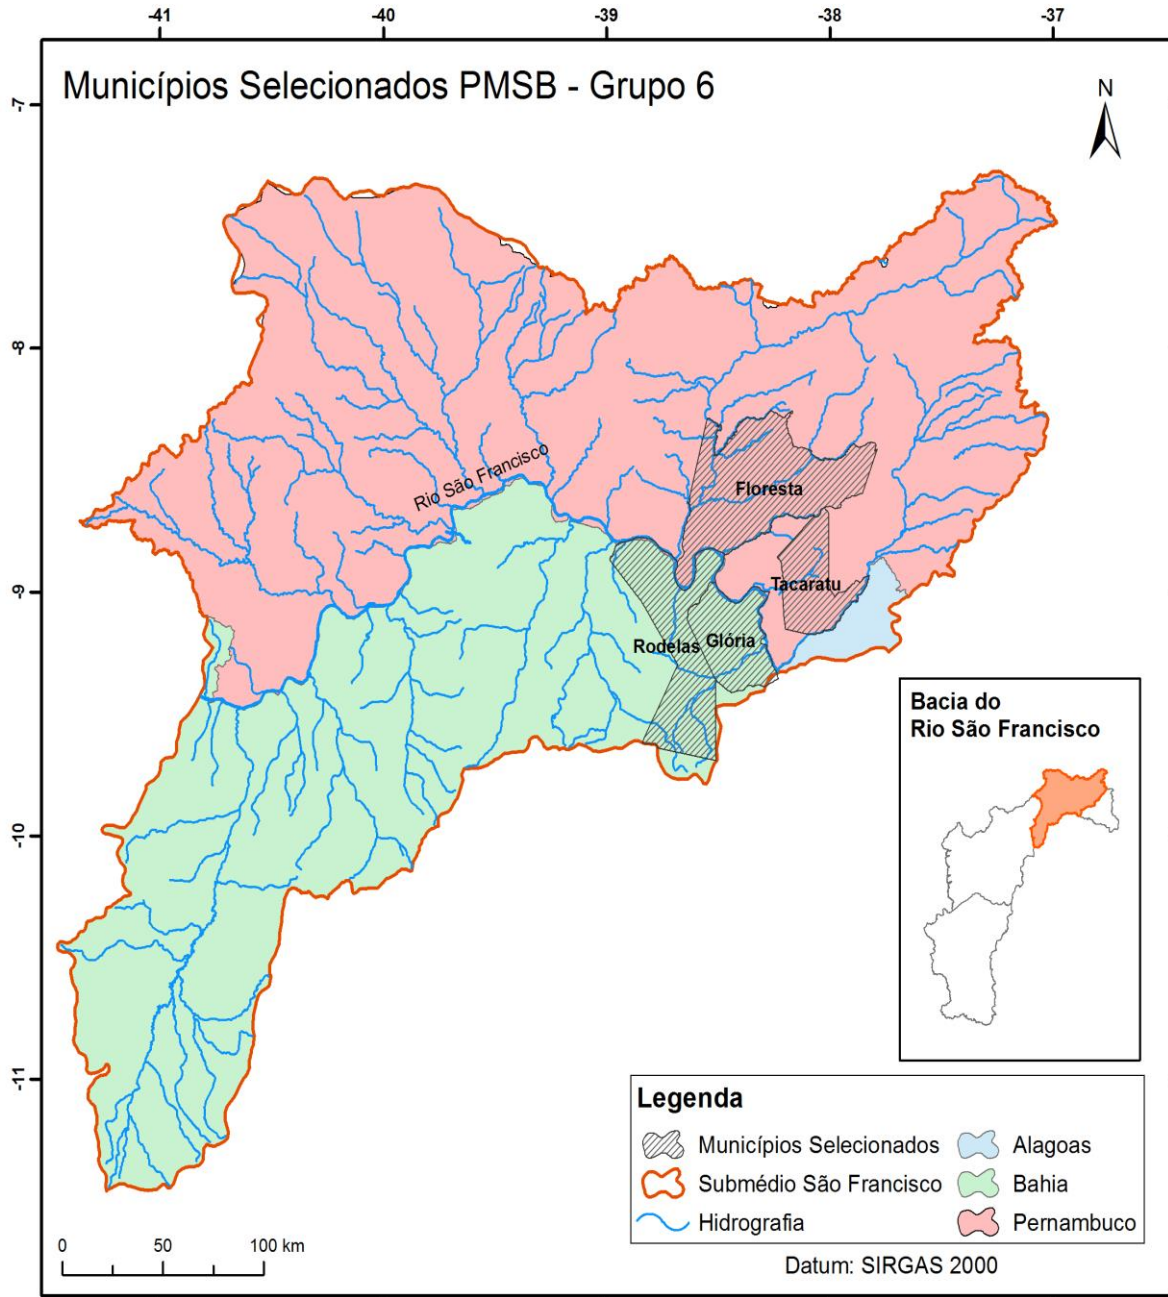 -41 -40 -39 -38 -37
Municípios Selecionados PMSB - Grupo 6
N
-7
-8
Rio São Francisco
Floresta
-9
Tacaratu
Rodelas
Glória
Bacia do
Rio São Francisco
-10
-11
Legenda
Municípios Selecionados
Alagoas
Submédio São Francisco
Bahia
Hidrografia
Pernambuco
0 50 100 km
Datum: SIRGAS 2000